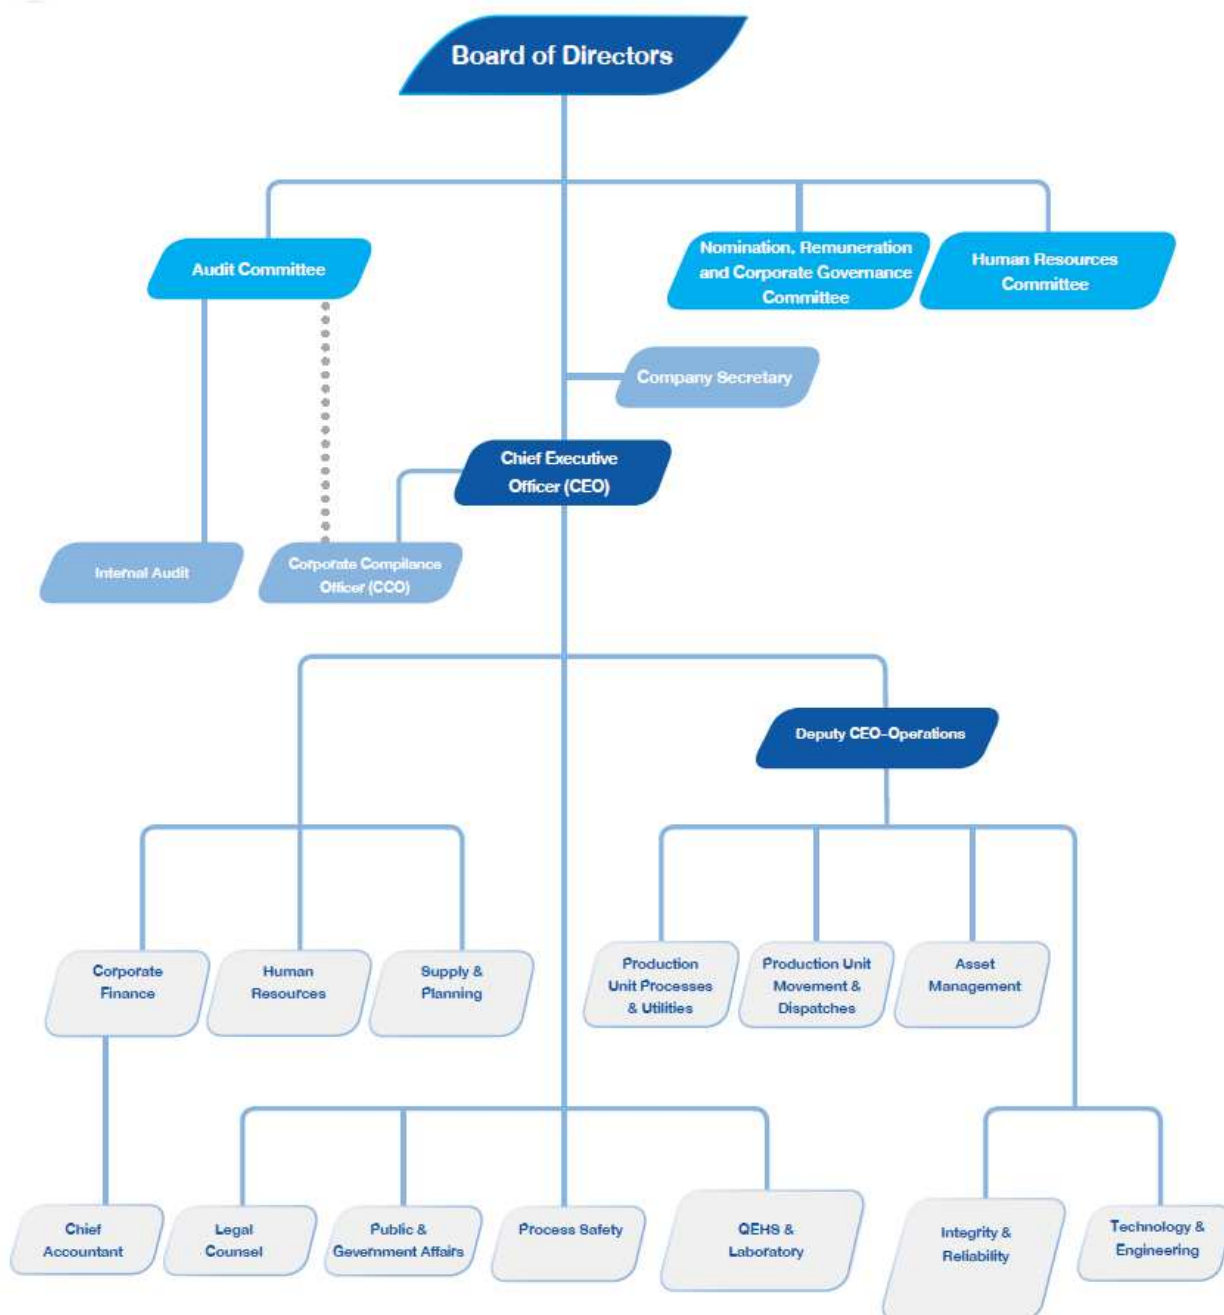 Board of Directors
Audit Committee
Nomination, Remuneration
and Corporate Governance
Committee
Human Resources
Committee
Company Secretary
Chief Executive
Officer (CEO)
Internal Audit
Corporate Compilance
Officer (CCO)
Deputy CEO-Operations
Corporate
Finance
Human
Resources
Supply &
Planning
Production
Unit Processes
& Utilities
Production Unit
Movement &
Dispatches
Asset
Management
Chief
Accountant
Legal
Counsel
Public &
Government Affairs
Process Safety
QEHS &
Laboratory
Integrity &
Reliability
Technology &
Engineering